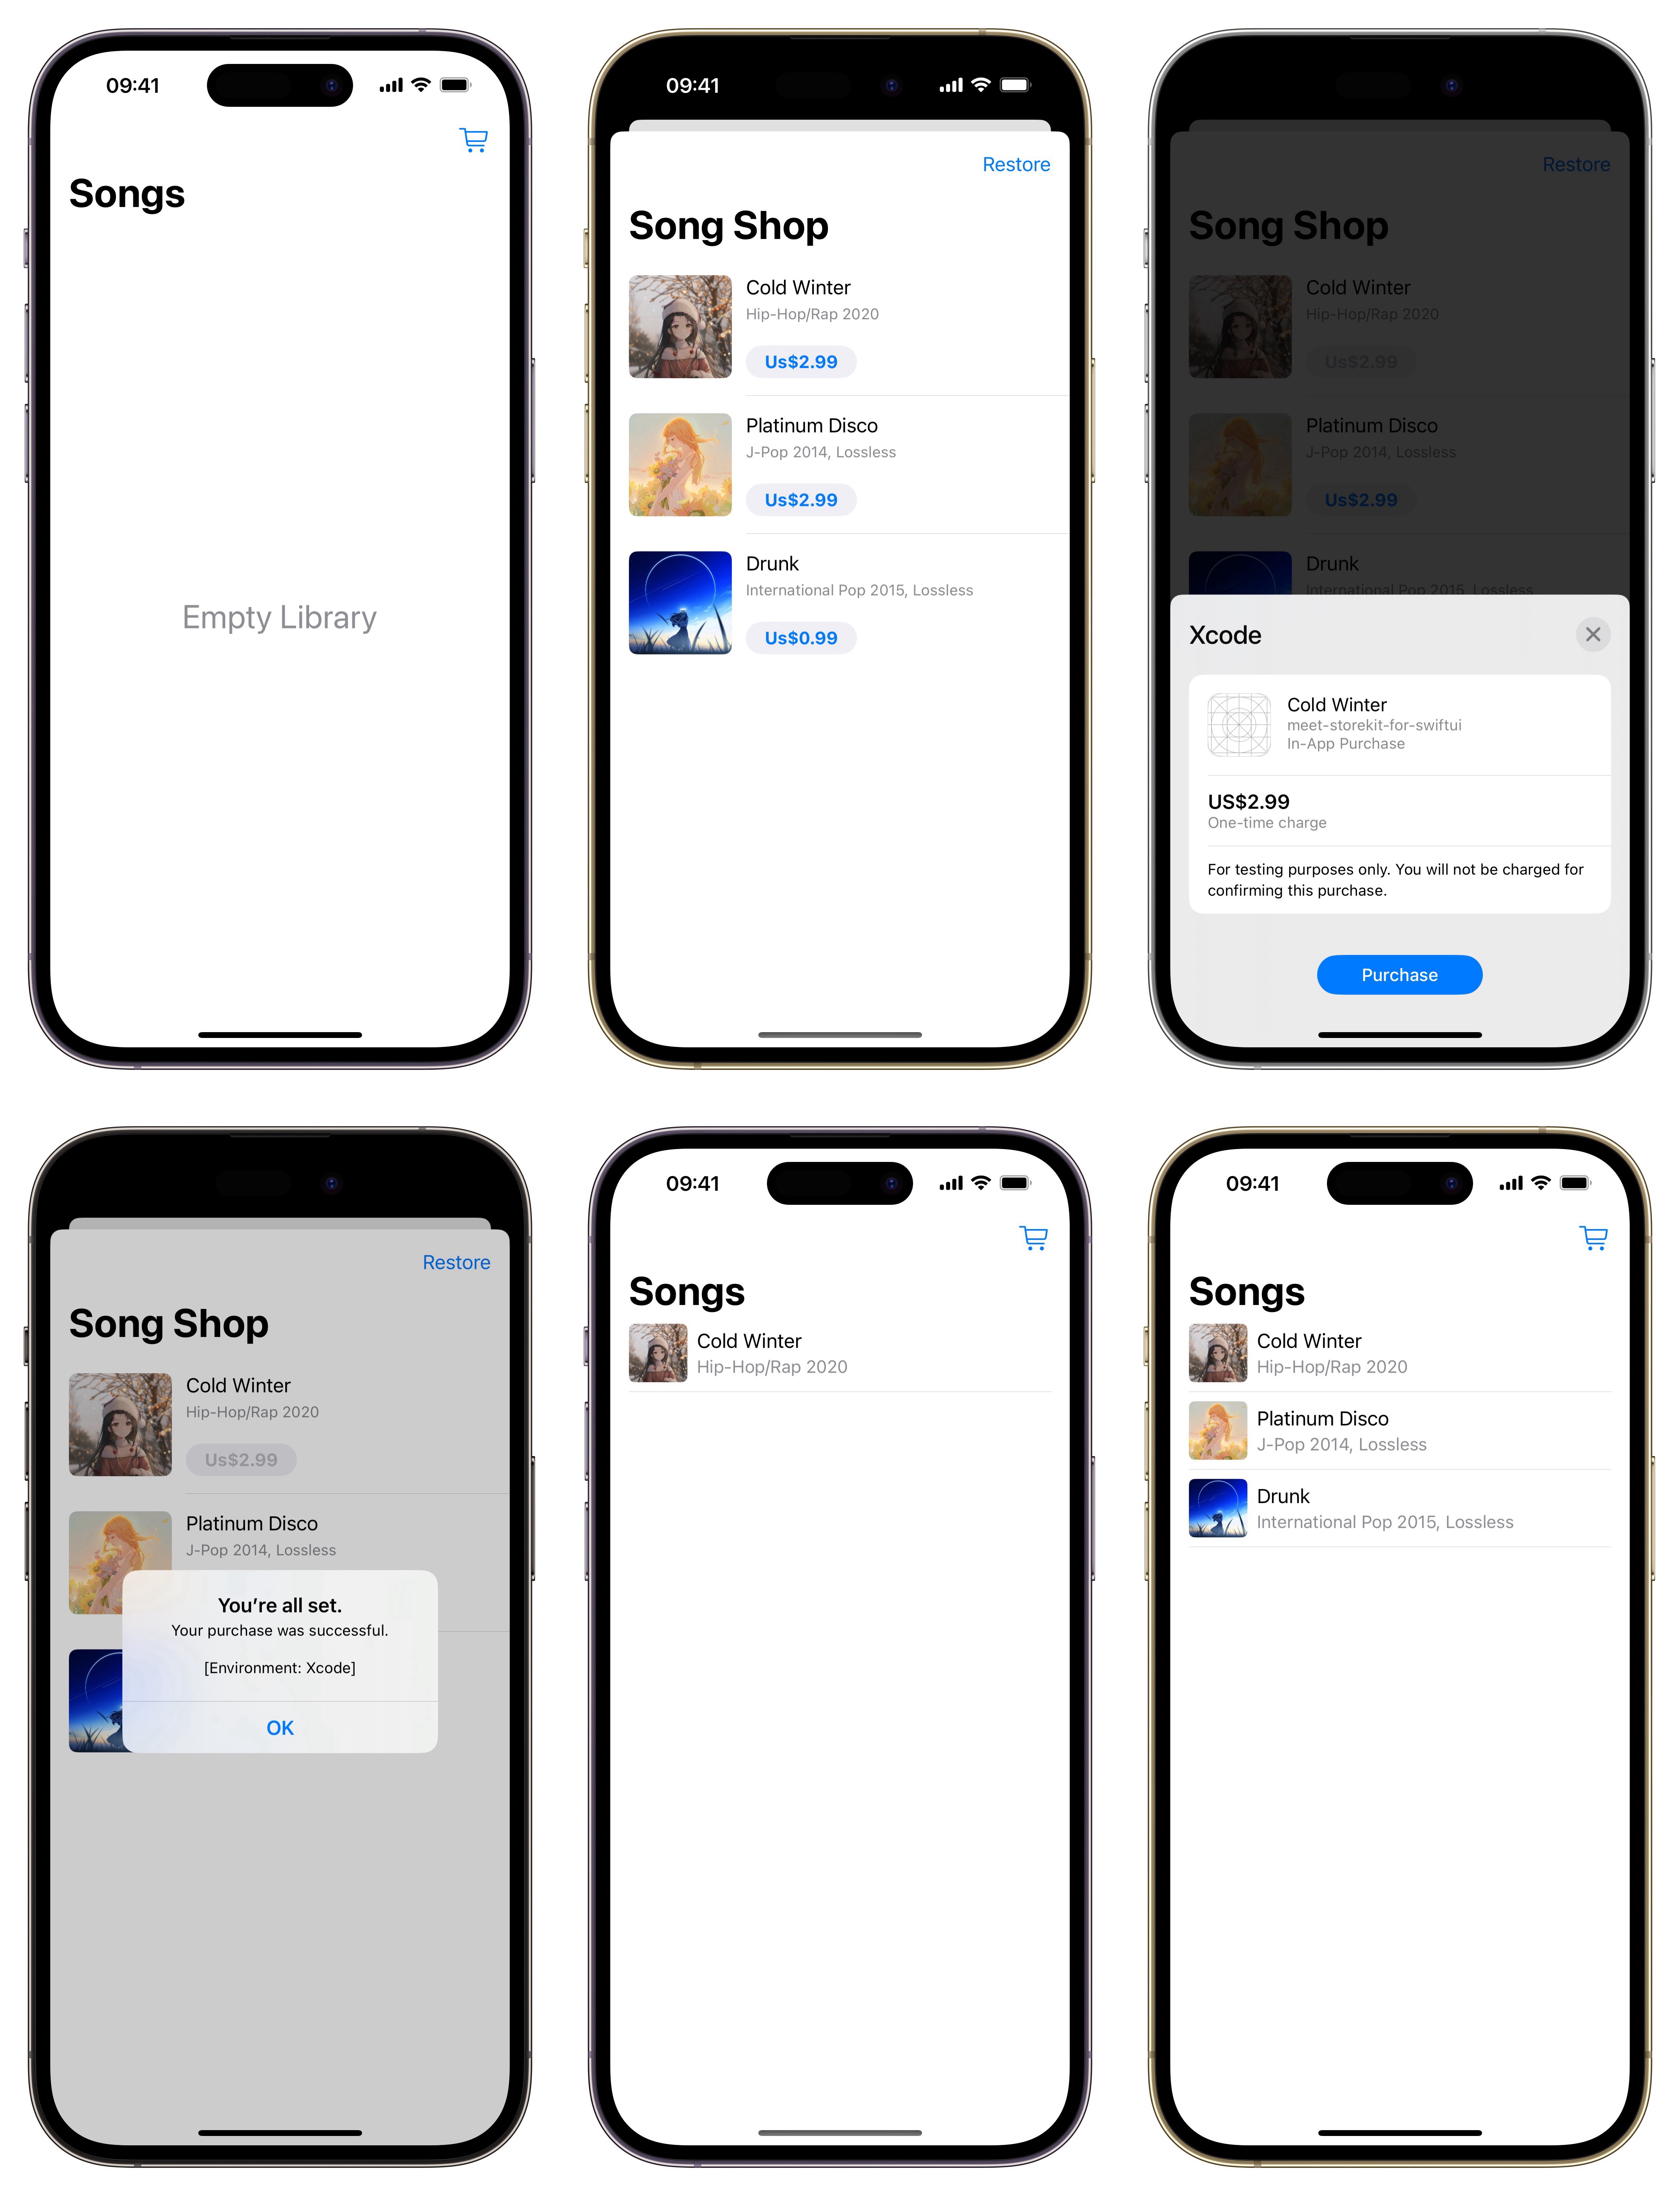 09:41
Songs
Empty Library
09:41
Restore
Song Shop
Cold Winter
Hip-Hop/Rap 2020
Us$2.99
Platinum Disco
J-Pop 2014, Lossless
Us$2.99
Drunk
International Pop 2015, Lossless
Us$0.99
Restore
Song Shop
Cold Winter
Hip-Hop/Rap 2020
Us$2.99
Platinum Disco
J-Pop 2014, Lossless
Us$2.99
Drunk
International Pop 2015, Lossless
Xcode
Cold Winter
meet-storekit-for-swiftui
In-App Purchase
US$2.99
One-time charge
For testing purposes only. You will not be charged for
confirming this purchase.
Purchase
Restore
Song Shop
Cold Winter
Hip-Hop/Rap 2020
Us$2.99
Platinum Disco
J-Pop 2014, Lossless
You're all set.
Your purchase was successful.
[Environment: Xcode]
OK
09:41
Songs
Cold Winter
Hip-Hop/Rap 2020
09:41
Songs
Cold Winter
Hip-Hop/Rap 2020
Platinum Disco
J-Pop 2014, Lossless
Drunk
International Pop 2015, Lossless